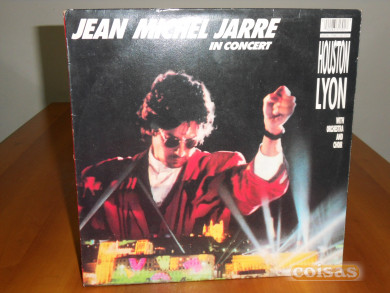 JEAN MICHEL JARRE
IN CONCERT
HOUSTON
LYON
WITH
ORCHESTRA
AND
CHOIR
coisas